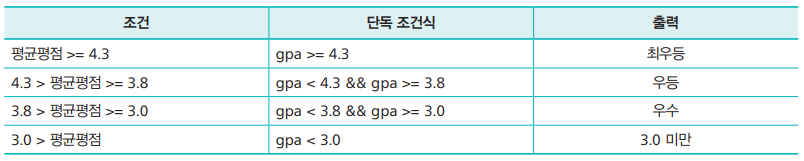 조건 단독 조건식 출력
평균평점 >= 4.3 gpa >= 4.3 최우등
4.3 > 평균평점 >= 3.8 gpa < 4.3 && gpa >= 3.8 우등
3.8 > 평균평점 >= 3.0 gpa < 3.8 && gpa >= 3.0 우수
3.0 > 평균평점 gpa < 3.0 3.0 미만